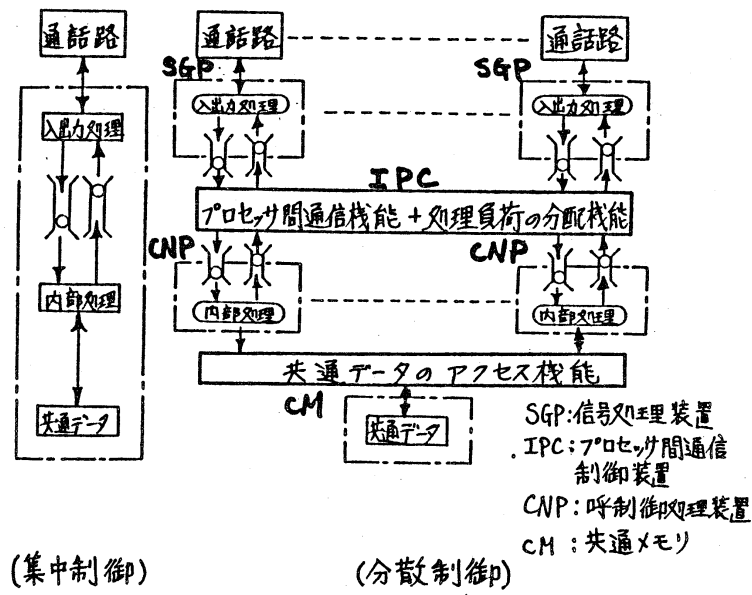 通話路
通話路
通話路
SGP
SGP
入出力処理
入出力処理
入出力処理
IPC
プロセッサ間通信機能+処理負荷の分配機能
CNP
CNP
内部処理
内部処理
内部処理
共通データのアクセス機能
CM
共通データ
共通データ
SGP:信号処理装置
IPC:プロセッサ間通信
制御装置
CNP:呼制御処理装置
CM:共通メモリ
(集中制御)
(分散制御)